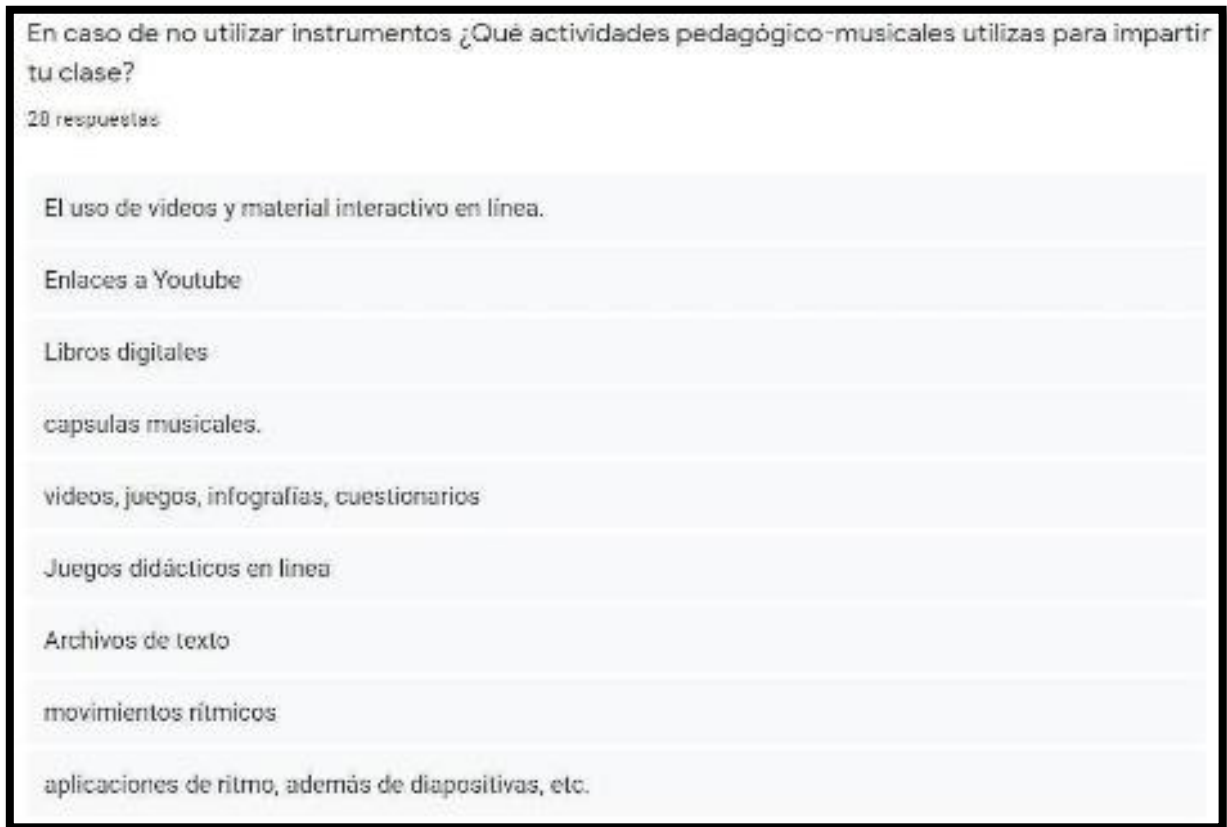 En caso de no utilizar instrumentos ¿Qué actividades pedagógico-musicales utilizas para impartir
tu clase?
28 respuestas
El uso de videos y material interactivo en línea.
Enlaces a Youtube
Libros digitales
capsulas musicales.
videos, juegos, infografías, cuestionarios
Juegos didácticos en linea
Archivos de texto
movimientos rítmicos
aplicaciones de ritmo, además de diapositivas, etc.